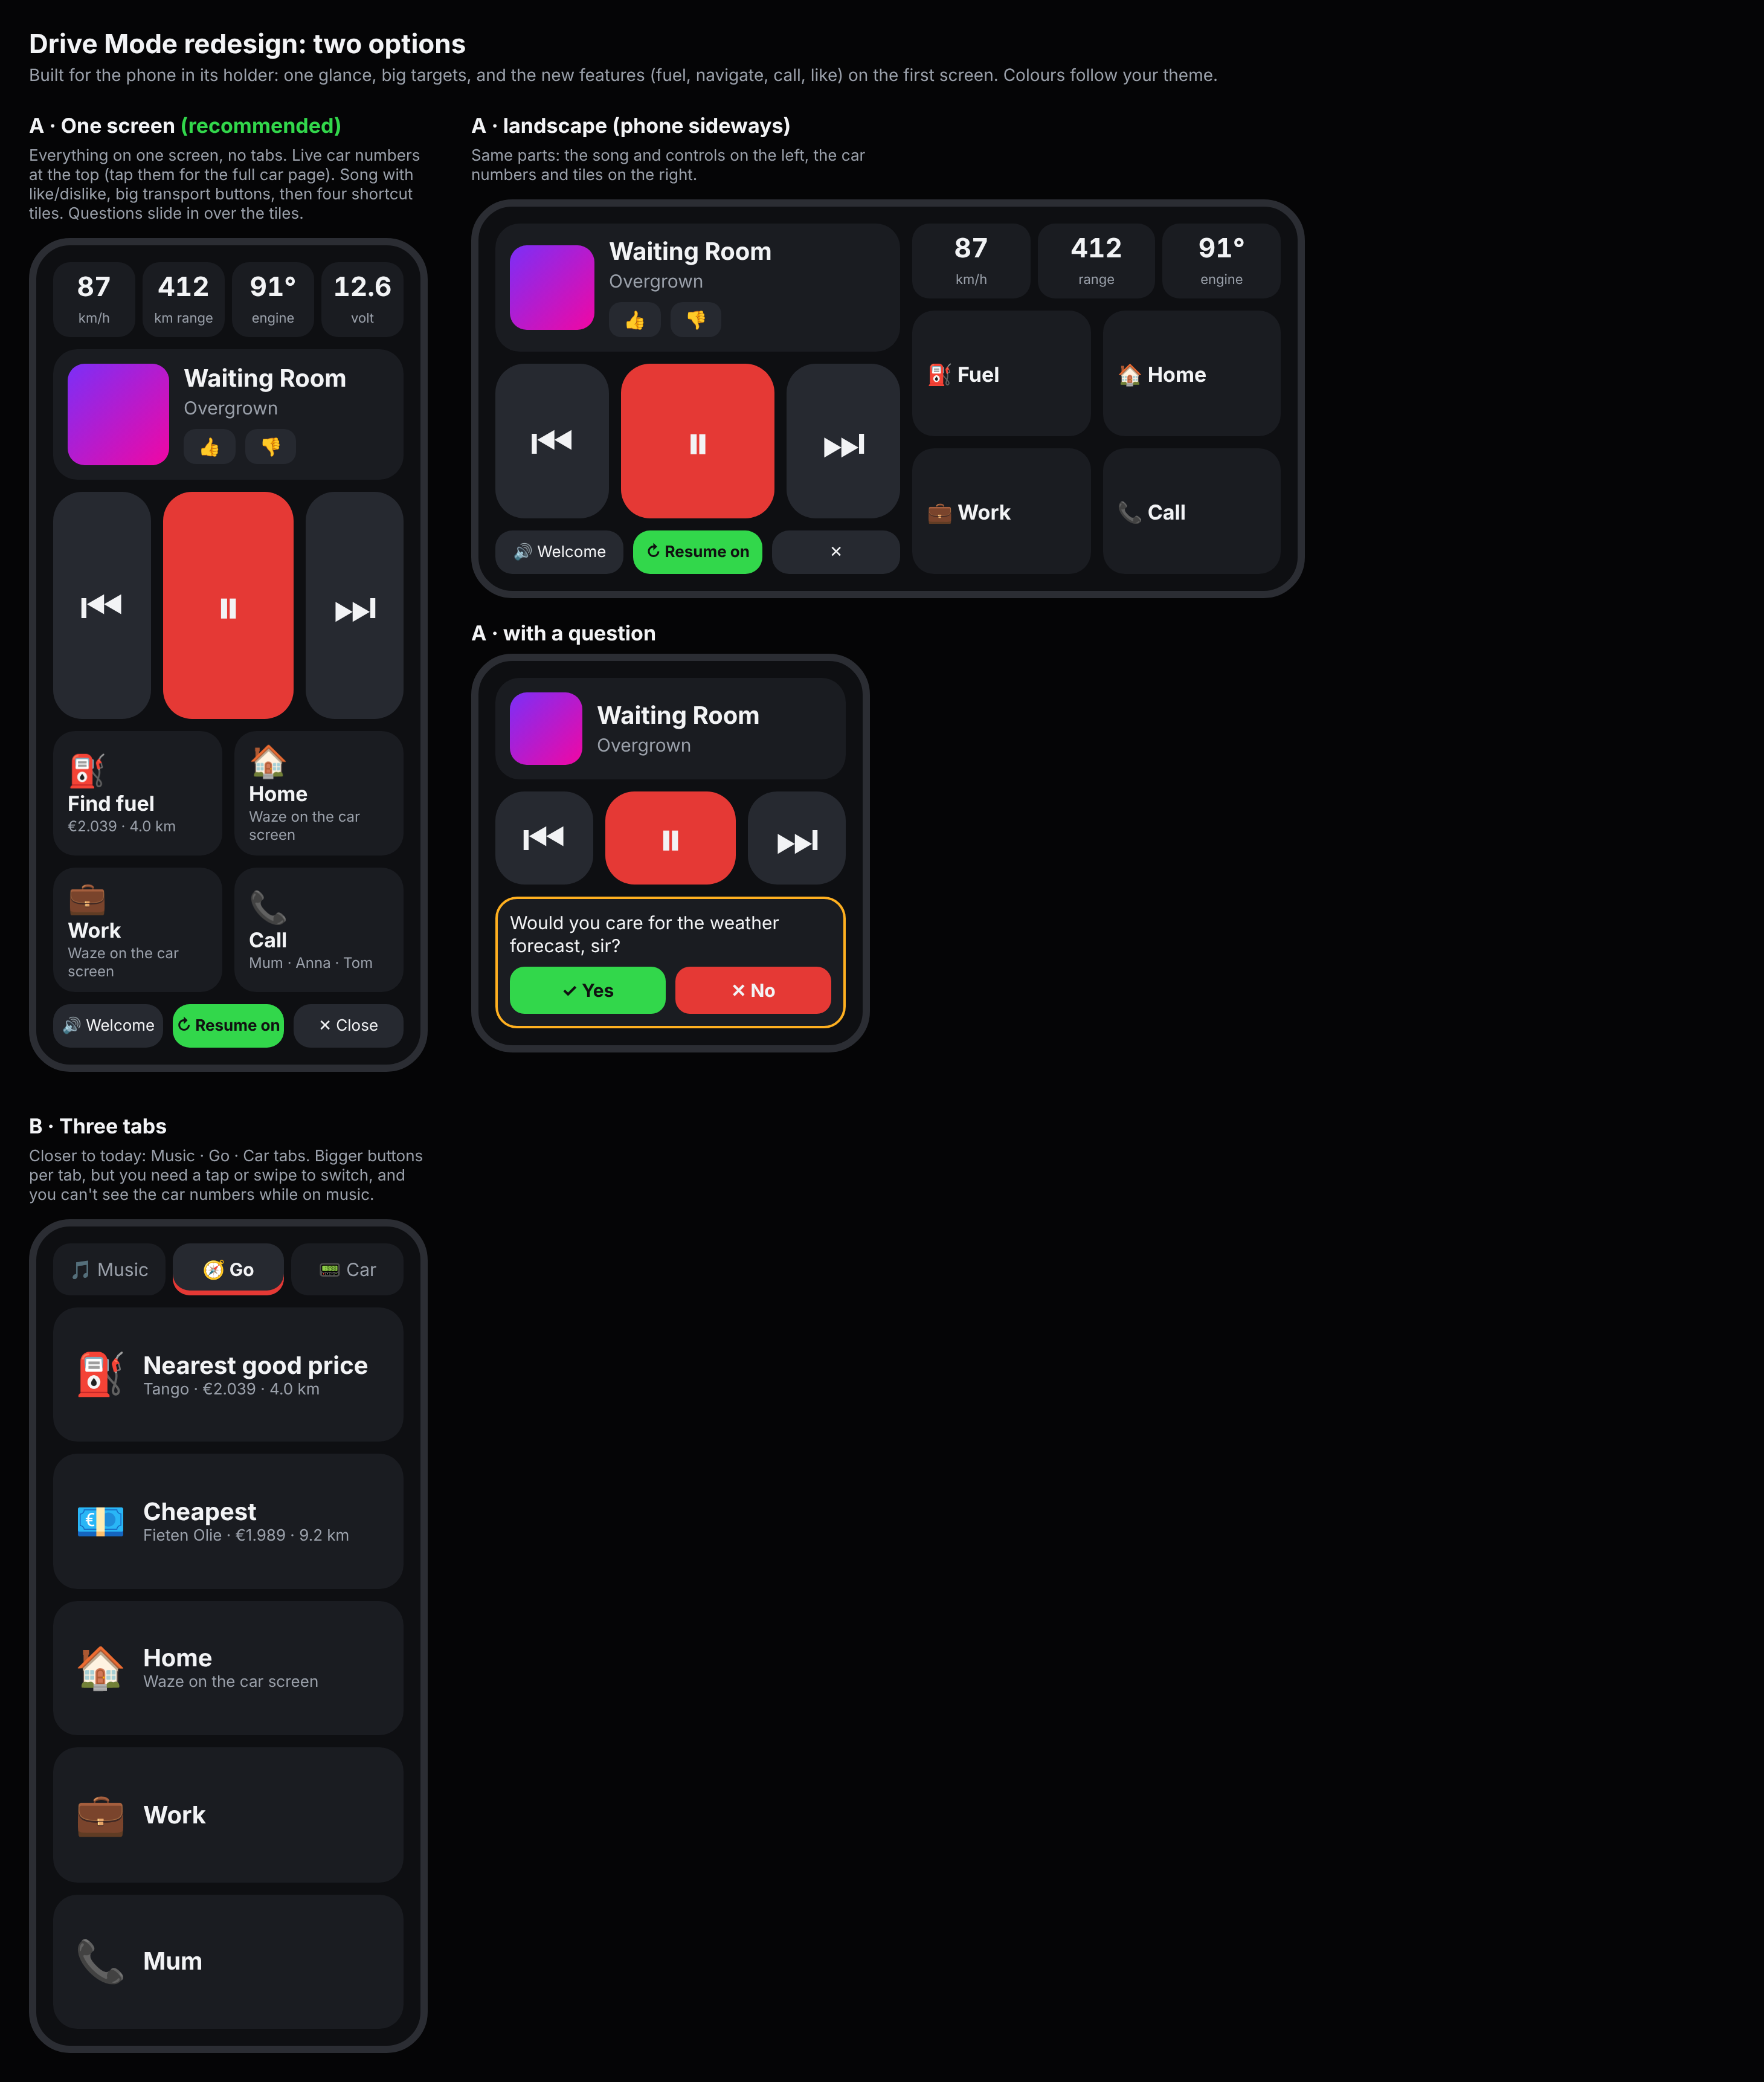 Drive Mode redesign: two options
Built for the phone in its holder: one glance, big targets, and the new features (fuel, navigate, call, like) on the first screen. Colours follow your theme.
A · One screen (recommended)
Everything on one screen, no tabs. Live car numbers
at the top (tap them for the full car page). Song with
like/dislike, big transport buttons, then four shortcut
tiles. Questions slide in over the tiles.
87
km/h
412
km range
91°
engine
12.6
volt
Waiting Room
Overgrown
Find fuel
€2.039 · 4.0 km
Home
Waze on the car
screen
Work
Waze on the car
screen
Call
Mum · Anna · Tom
Welcome
↻ Resume on
✕ Close
A · landscape (phone sideways)
Same parts: the song and controls on the left, the car
numbers and tiles on the right.
Waiting Room
Overgrown
Welcome
↻ Resume on
✕
87
km/h
412
range
91°
engine
Fuel
Home
Work
Call
A · with a question
Waiting Room
Overgrown
Would you care for the weather
forecast, sir?
✓ Yes
✕ No
B · Three tabs
Closer to today: Music · Go · Car tabs. Bigger buttons
per tab, but you need a tap or swipe to switch, and
you can't see the car numbers while on music.
Music
Go
Car
Nearest good price
Tango · €2.039 · 4.0 km
Cheapest
Fieten Olie · €1.989 · 9.2 km
Home
Waze on the car screen
Work
Mum